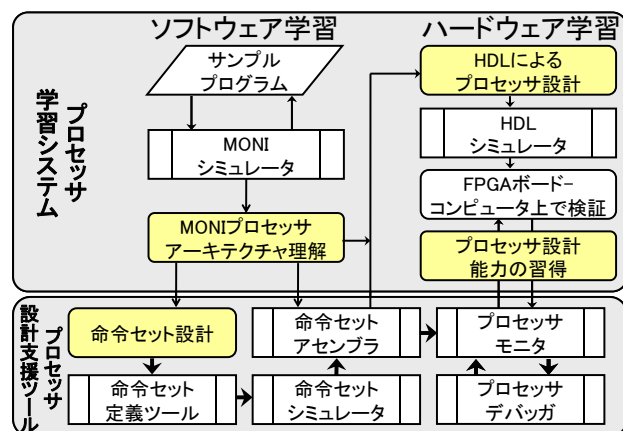 ソフトウェア学習
ハードウェア学習
プロセッサ
学習システム
サンプル
プログラム
MONI
シミュレータ
MONIプロセッサ
アーキテクチャ理解
HDLによる
プロセッサ設計
HDL
シミュレータ
FPGAボード-
コンピュータ上で検証
プロセッサ設計
能力の習得
プロセッサ
設計支援ツール
命令セット設計
命令セット
定義ツール
命令セット
アセンブラ
命令セット
シミュレータ
プロセッサ
モニタ
プロセッサ
デバッガ